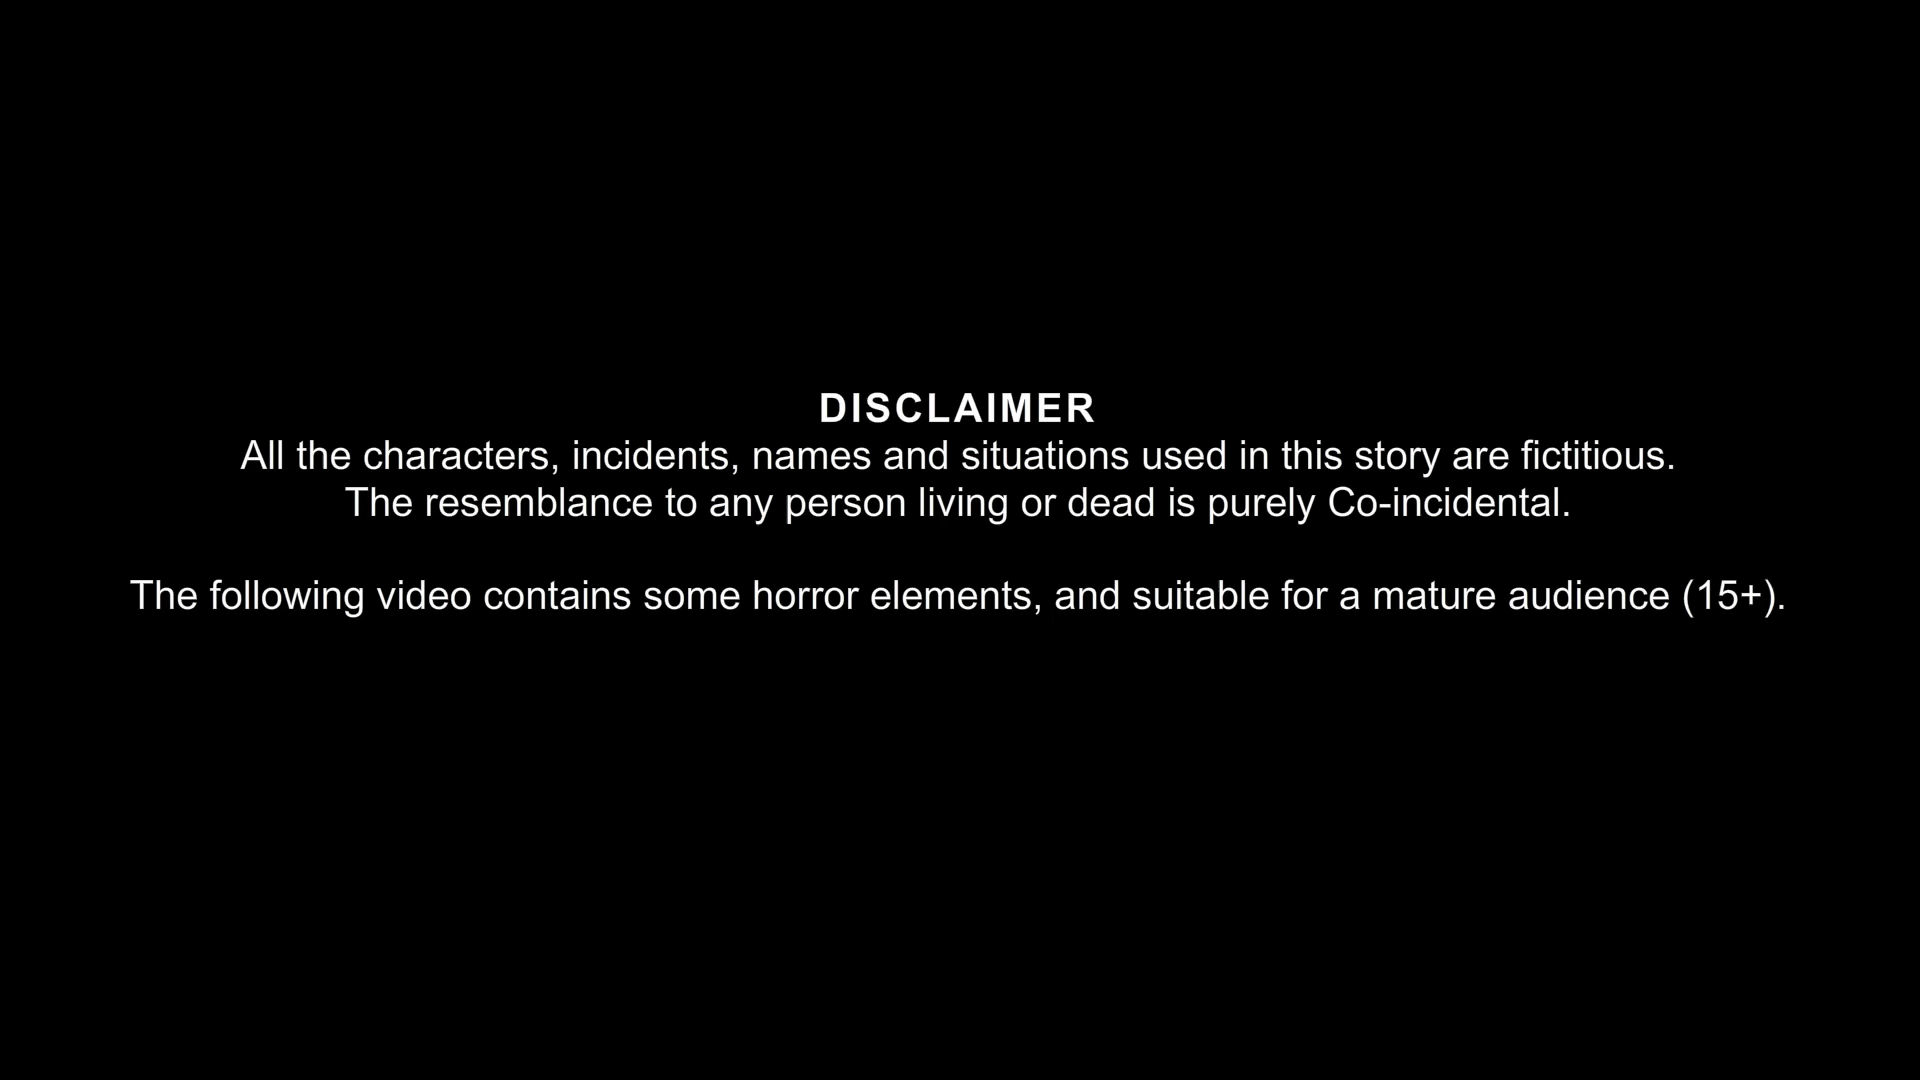 DISCLAIMER
All the characters, incidents, names and situations used in this story are fictitious.
The resemblance to any person living or dead is purely Co-incidental.
The following video contains some horror elements, and suitable for a mature audience (15+).